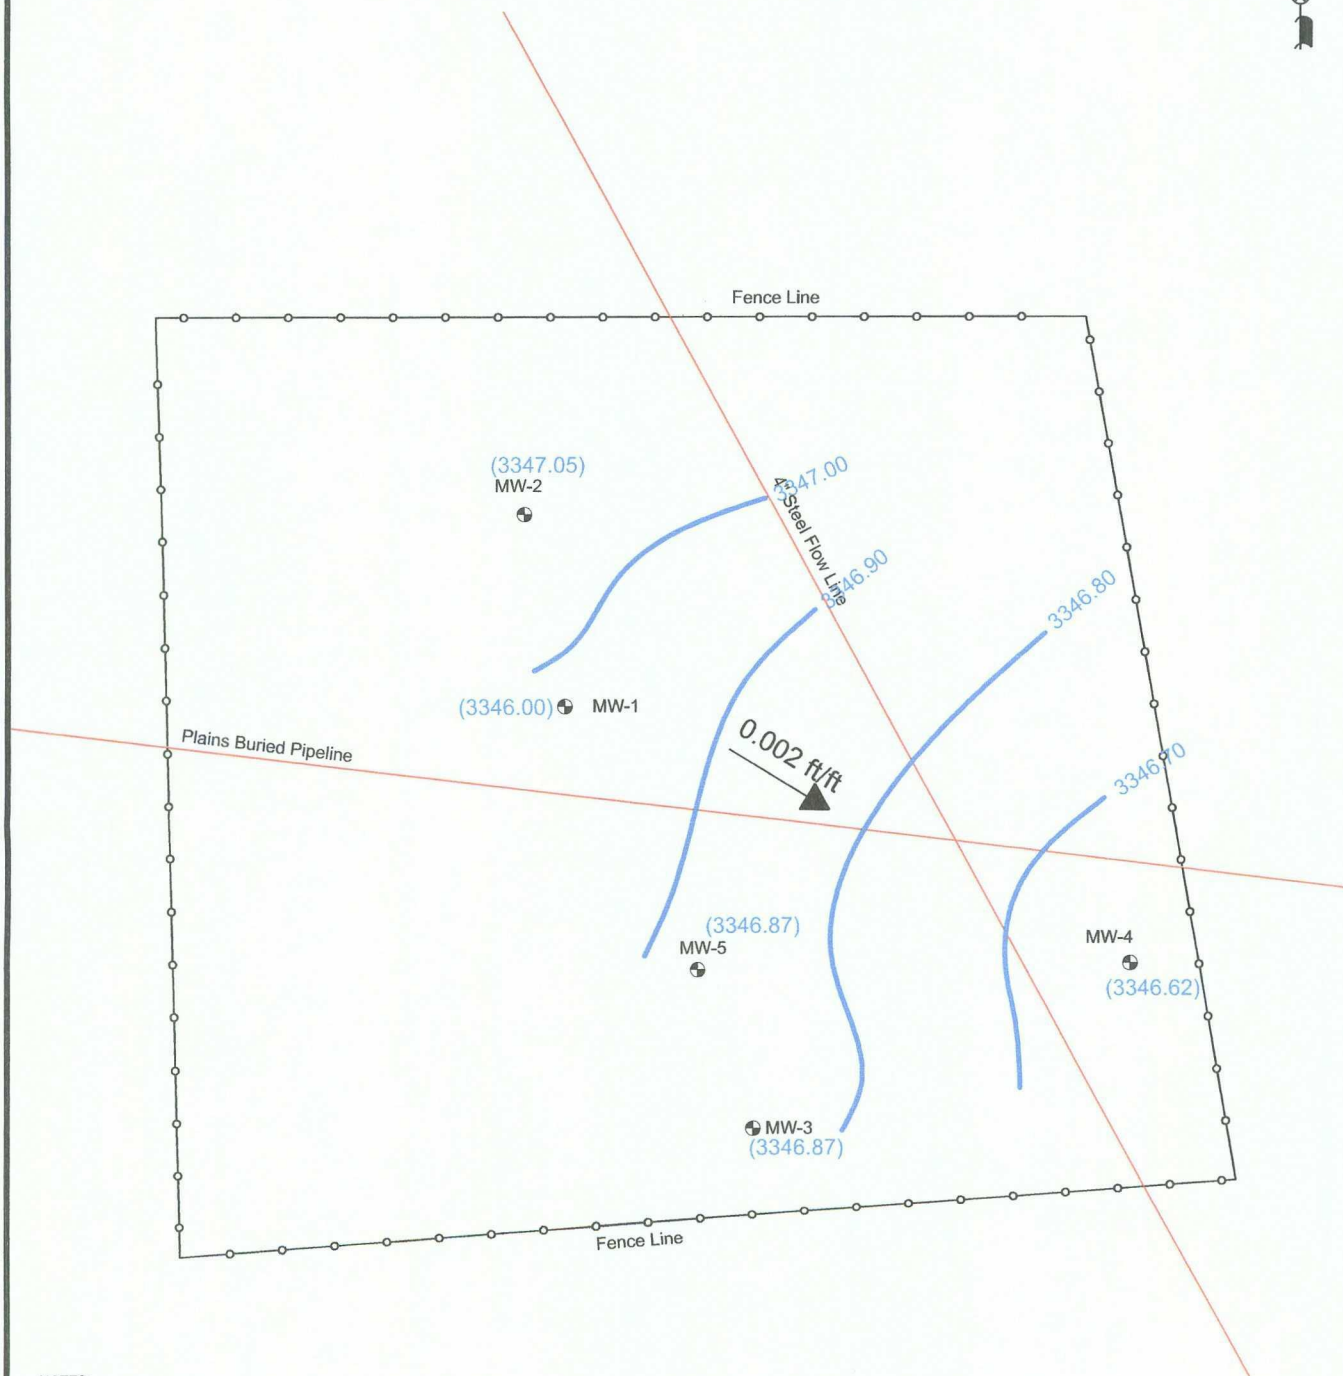 Fence Line
(3347.05)
MW-2
3347.00
4" Steel Flow Line
3346.90
3346.80
(3346.00)
MW-1
Plains Buried Pipeline
0.002 ft/ft
3346.70
(3346.87)
MW-5
MW-4
(3346.62)
MW-3
(3346.87)
Fence Line